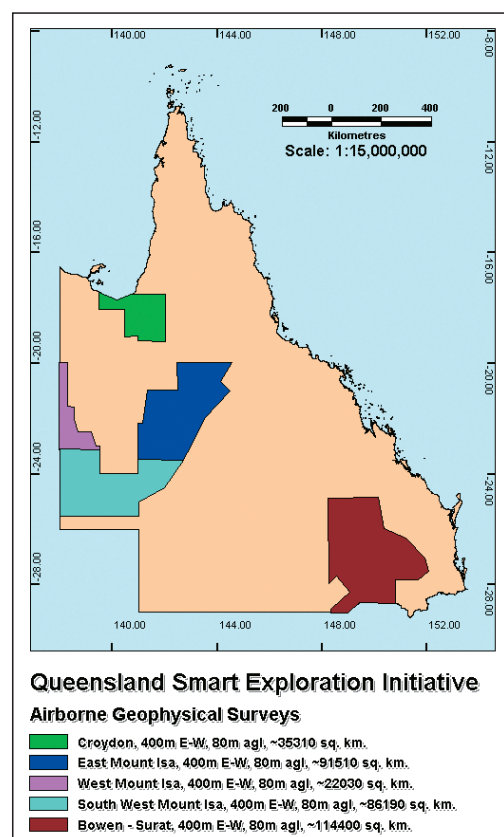 140.00 144.00 148.00 152.00
-8.00
200 0 200 400
Kilometres
Scale: 1:15,000,000
-12.00 -12.00
-16.00 -16.00
-20.00 -20.00
-24.00 -24.00
-28.00 -28.00
140.00 144.00 148.00 152.00
Queensland Smart Exploration Initiative
Airborne Geophysical Surveys
Croydon, 400m E-W, 80m agl, ~35310 sq. km.
East Mount Isa, 400m E-W, 80m agl, ~91510 sq. km.
West Mount Isa, 400m E-W, 80m agl, ~22030 sq. km.
South West Mount Isa, 400m E-W, 80m agl, ~86190 sq. km.
Bowen - Surat, 400m E-W, 80m agl, ~114400 sq. km.